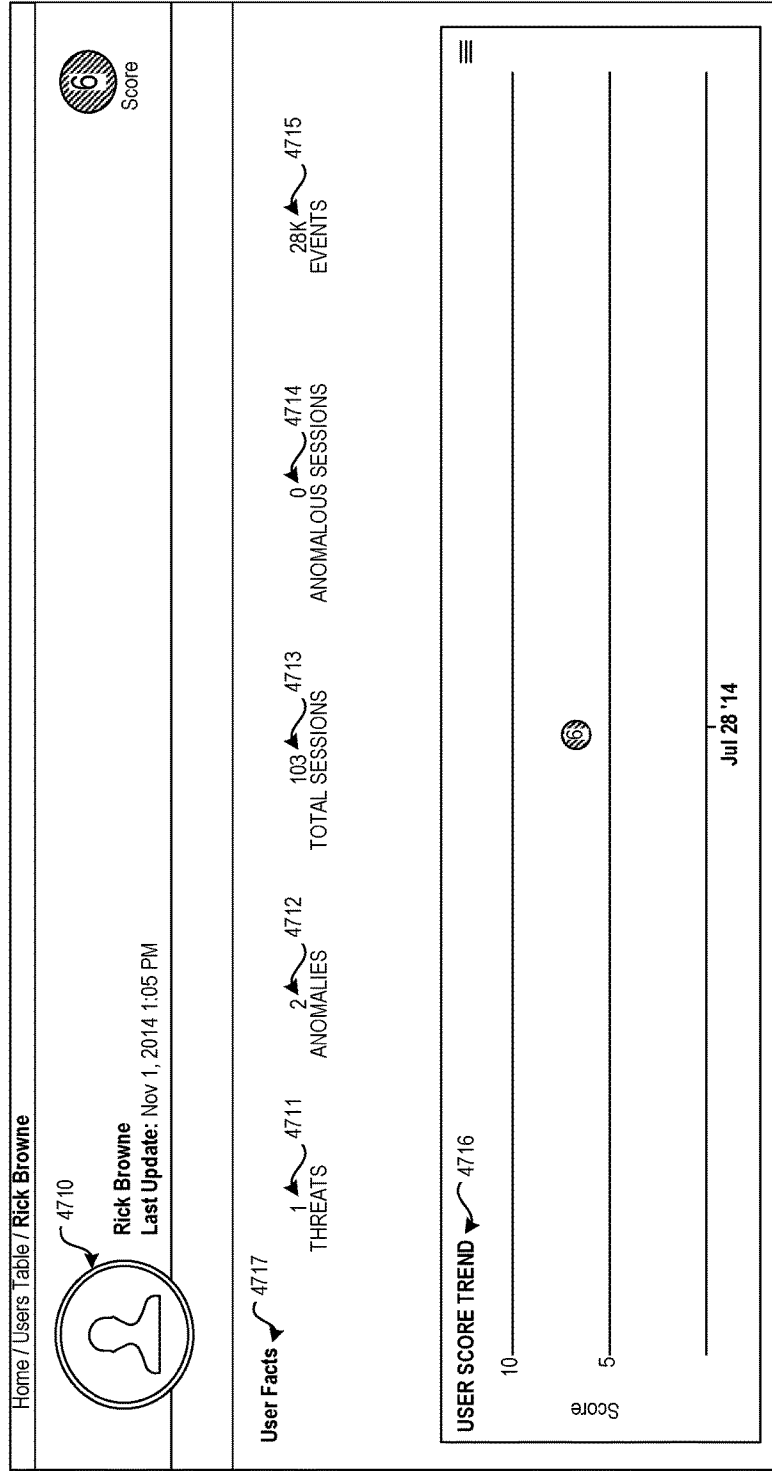 Home / Users Table / Rick Browne
4710
Rick Browne
Last Update: Nov 1, 2014 1:05 PM
6
Score
User Facts
4717
1
4711
THREATS
2
4712
ANOMALIES
103
4713
TOTAL SESSIONS
0
4714
ANOMALOUS SESSIONS
28K
4715
EVENTS
USER SCORE TREND
4716
10
5
Score
6
Jul 28 '14